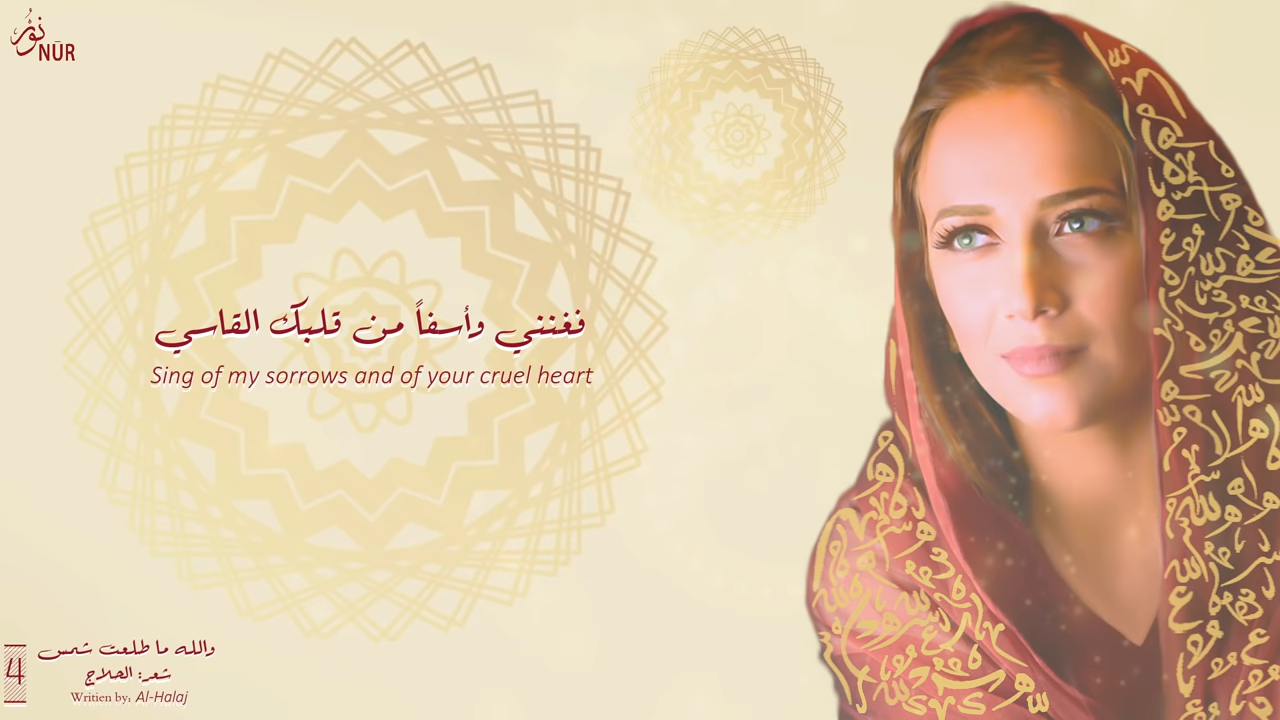 نور
NŪR
فغنني وأسفاً من قلبك القاسي
Sing of my sorrows and of your cruel heart
4
والله ما طلعت شمس
شعر: الحلاج
Writien by: Al-Halaj